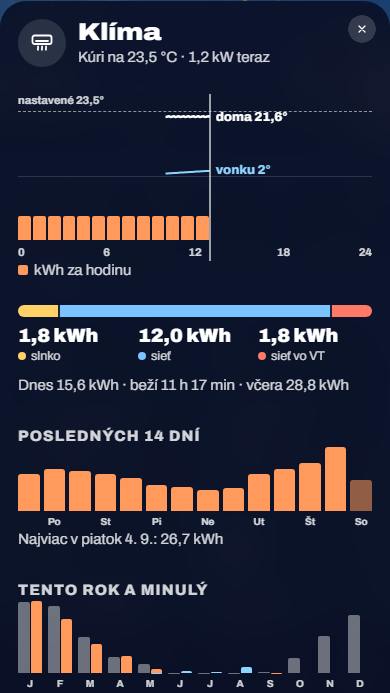 Klíma
Kúri na 23,5 °C · 1,2 kW teraz
nastavené 23,5°
doma 21,6°
vonku 2°
0 6 12 18 24
kWh za hodinu
1,8 kWh 12,0 kWh 1,8 kWh
slnko sieť sieť vo VT
Dnes 15,6 kWh · beží 11 h 17 min · včera 28,8 kWh
POSLEDNÝCH 14 DNÍ
Po St Pi Ne Ut Št So
Najviac v piatok 4. 9.: 26,7 kWh
TENTO ROK A MINULÝ
J F M A M J J A S O N D